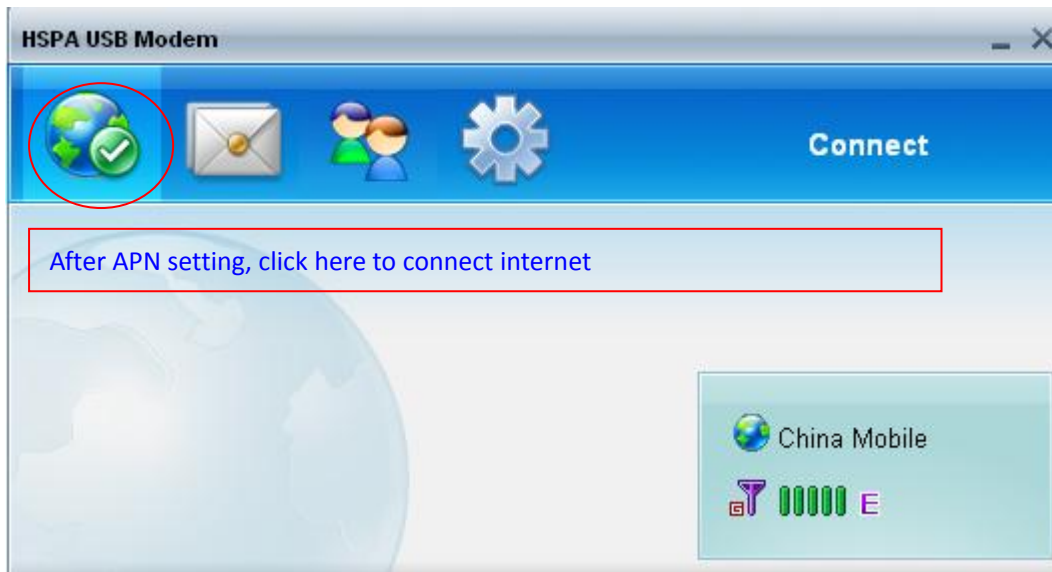 HSPA USB Modem
Connect
After APN setting, click here to connect internet
China Mobile
G E